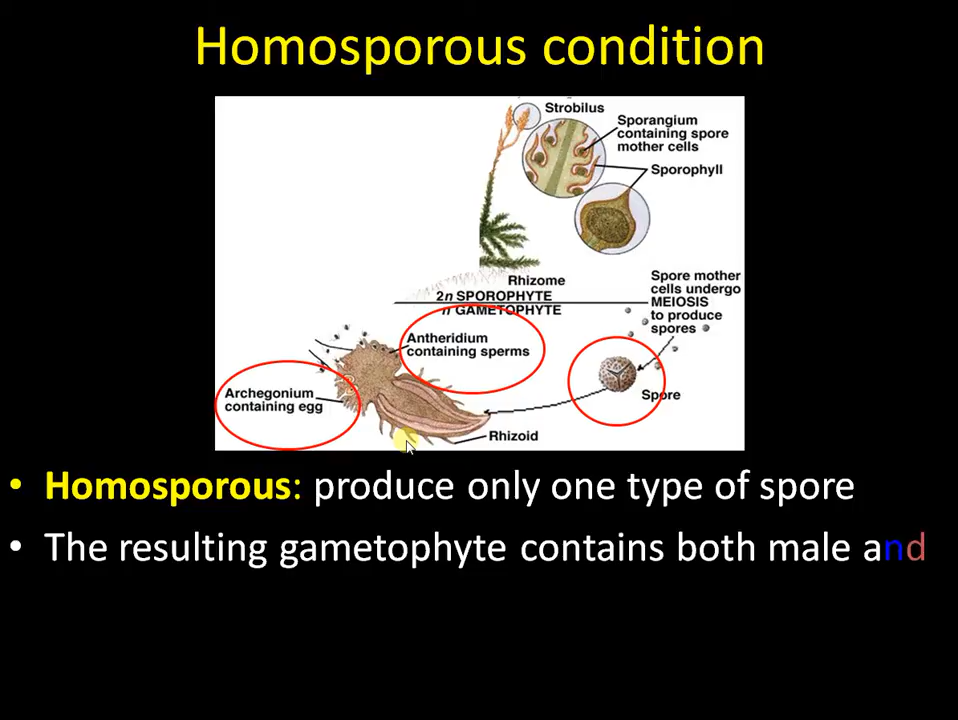 Homosporous condition
Strobilus
Sporangium
containing spore
mother cells
Sporophyll
Rhizome
2n SPOROPHYTE
n GAMETOPHYTE
Spore mother
cells undergo
MEIOSIS
to produce
spores
Antheridium
containing sperms
Archegonium
containing egg
Spore
Rhizoid
• Homosporous: produce only one type of spore
• The resulting gametophyte contains both male and